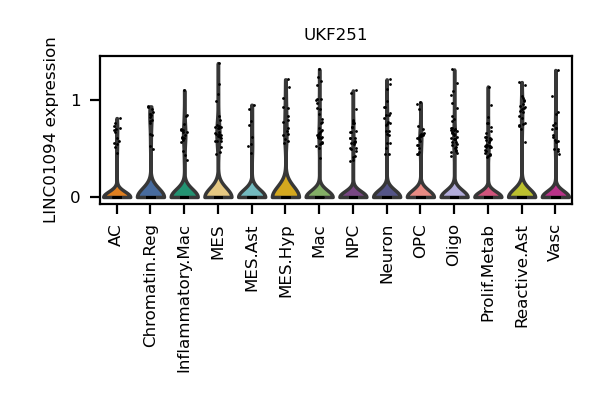 UKF251
LINC01094 expression
1
0
AC
Chromatin.Reg
Inflammatory.Mac
MES
MES.Ast
MES.Hyp
Mac
NPC
Neuron
OPC
Oligo
Prolif.Metab
Reactive.Ast
Vasc